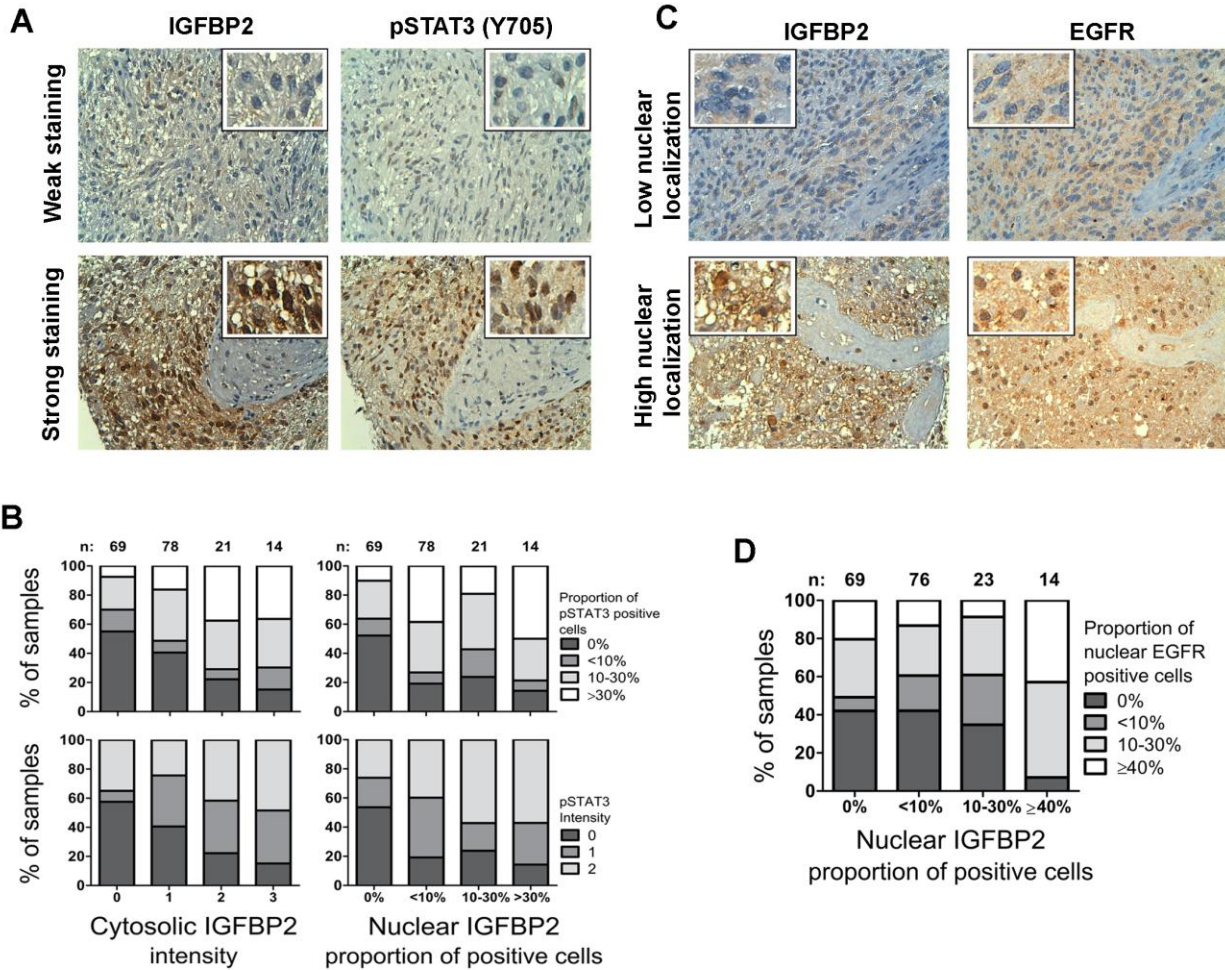 A
IGFBP2
pSTAT3 (Y705)
Weak staining
Strong staining
C
IGFBP2
EGFR
Low nuclear
localization
High nuclear
localization
B
n: 69 78 21 14
n: 69 78 21 14
% of samples
100
80
60
40
20
0
Proportion of
pSTAT3 positive
cells
0%
<10%
10-30%
>30%
% of samples
100
80
60
40
20
0
0 1 2 3
0% <10% 10-30% >30%
pSTAT3
Intensity
0
1
2
Cytosolic IGFBP2
intensity
Nuclear IGFBP2
proportion of positive cells
D
n: 69 76 23 14
% of samples
100
80
60
40
20
0
0% <10% 10-30% ≥40%
Proportion of
nuclear EGFR
positive cells
0%
<10%
10-30%
≥40%
Nuclear IGFBP2
proportion of positive cells